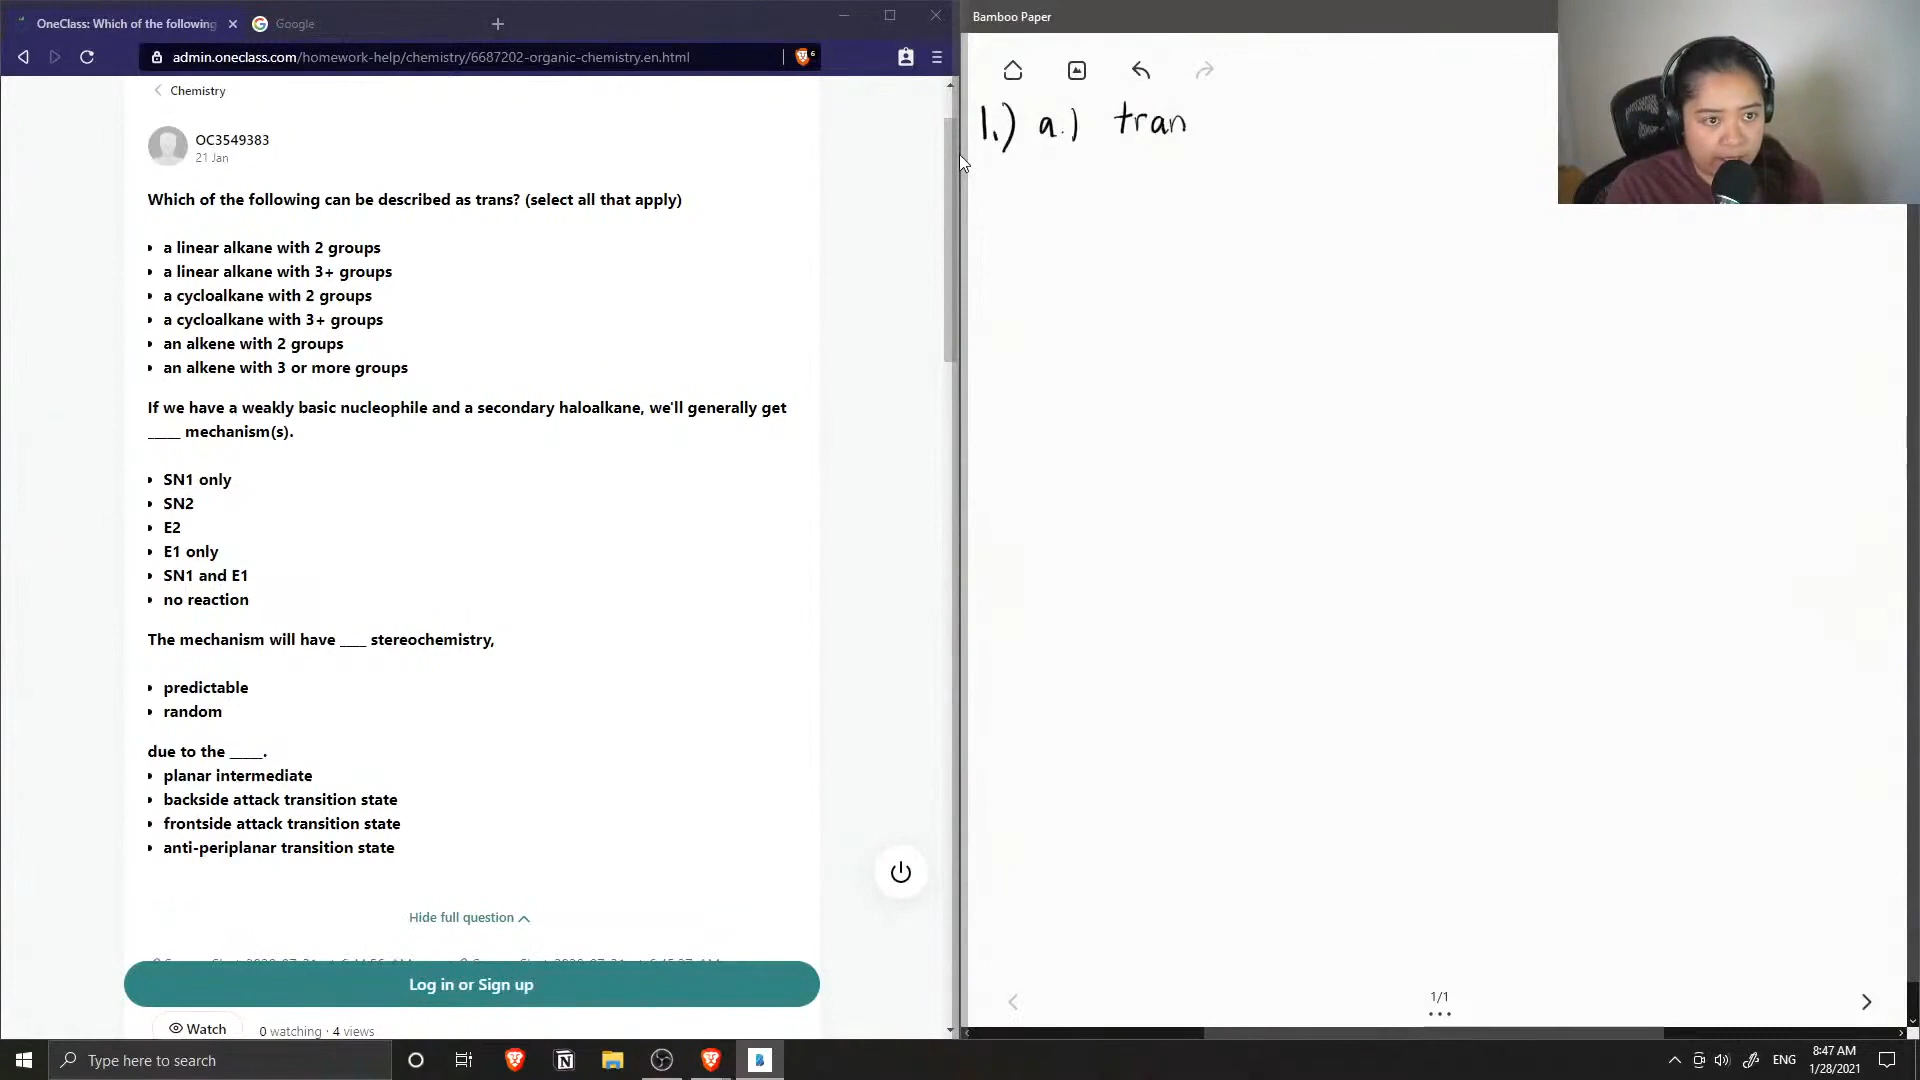 OneClass: Which of the following
Google
admin.oneclass.com/homework-help/chemistry/6687202-organic-chemistry.en.html
6
Chemistry
OC3549383
21 Jan
Which of the following can be described as trans? (select all that apply)
a linear alkane with 2 groups
a linear alkane with 3+ groups
a cycloalkane with 2 groups
a cycloalkane with 3+ groups
an alkene with 2 groups
an alkene with 3 or more groups
If we have a weakly basic nucleophile and a secondary haloalkane, we'll generally get
_____ mechanism(s).
SN1 only
SN2
E2
E1 only
SN1 and E1
no reaction
The mechanism will have ____ stereochemistry,
predictable
random
due to the _____.
planar intermediate
backside attack transition state
frontside attack transition state
anti-periplanar transition state
Hide full question
Log in or Sign up
Watch
0 watching · 4 views
Bamboo Paper
1.) a.) tran
1/1
Type here to search
ENG
8:47 AM
1/28/2021